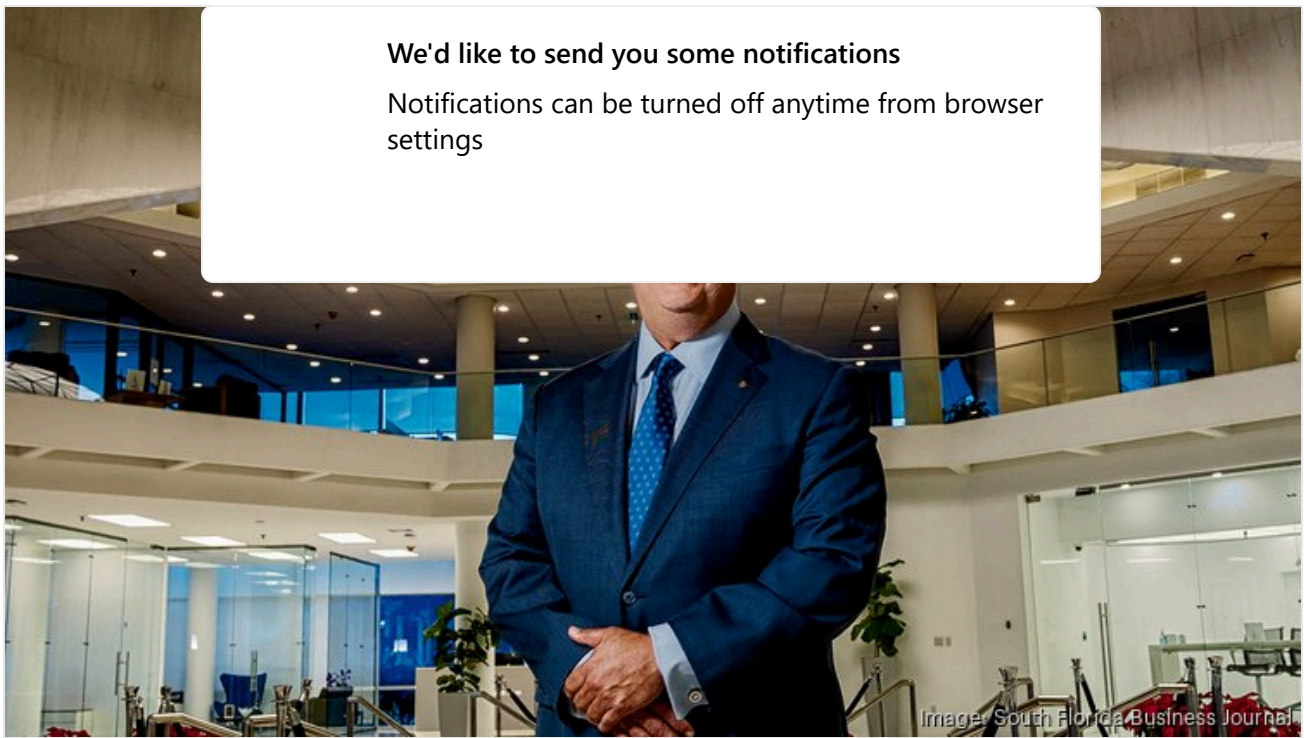 We'd like to send you some notifications
Notifications can be turned off anytime from browser
settings
Image: South Florida Business Journal